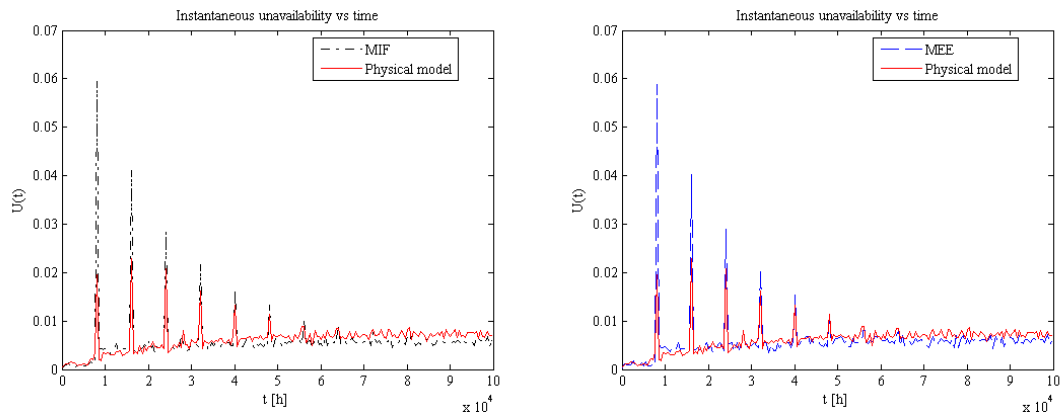 Instantaneous unavailability vs time
0.07
0.06
0.05
0.04
0.03
0.02
0.01
0
U(t)
MIF
Physical model
0 1 2 3 4 5 6 7 8 9 10
t [h]
x 10^4
Instantaneous unavailability vs time
0.07
0.06
0.05
0.04
0.03
0.02
0.01
0
U(t)
MEE
Physical model
0 1 2 3 4 5 6 7 8 9 10
t [h]
x 10^4